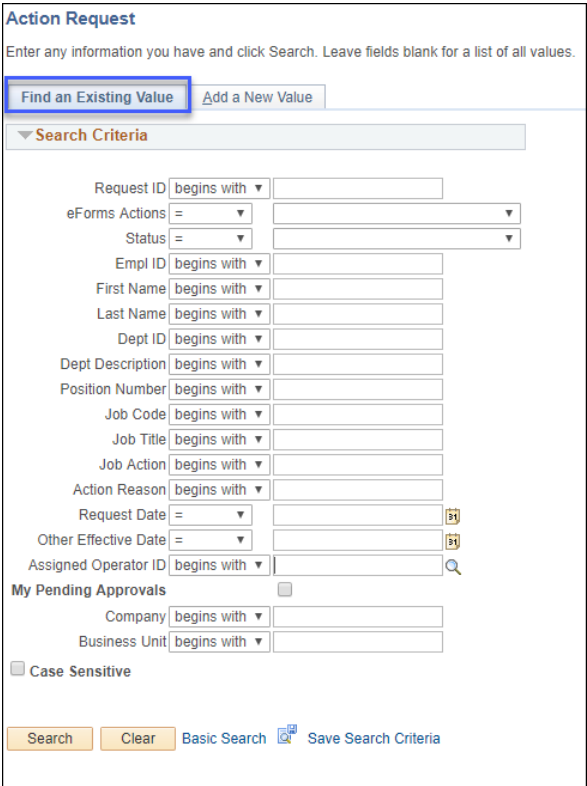 Action Request
Enter any information you have and click Search. Leave fields blank for a list of all values.
Find an Existing Value Add a New Value
Search Criteria
Request ID begins with
eForms Actions =
Status =
Empl ID begins with
First Name begins with
Last Name begins with
Dept ID begins with
Dept Description begins with
Position Number begins with
Job Code begins with
Job Title begins with
Job Action begins with
Action Reason begins with
Request Date = 31
Other Effective Date = 31
Assigned Operator ID begins with
My Pending Approvals
Company begins with
Business Unit begins with
Case Sensitive
Search Clear Basic Search Save Search Criteria